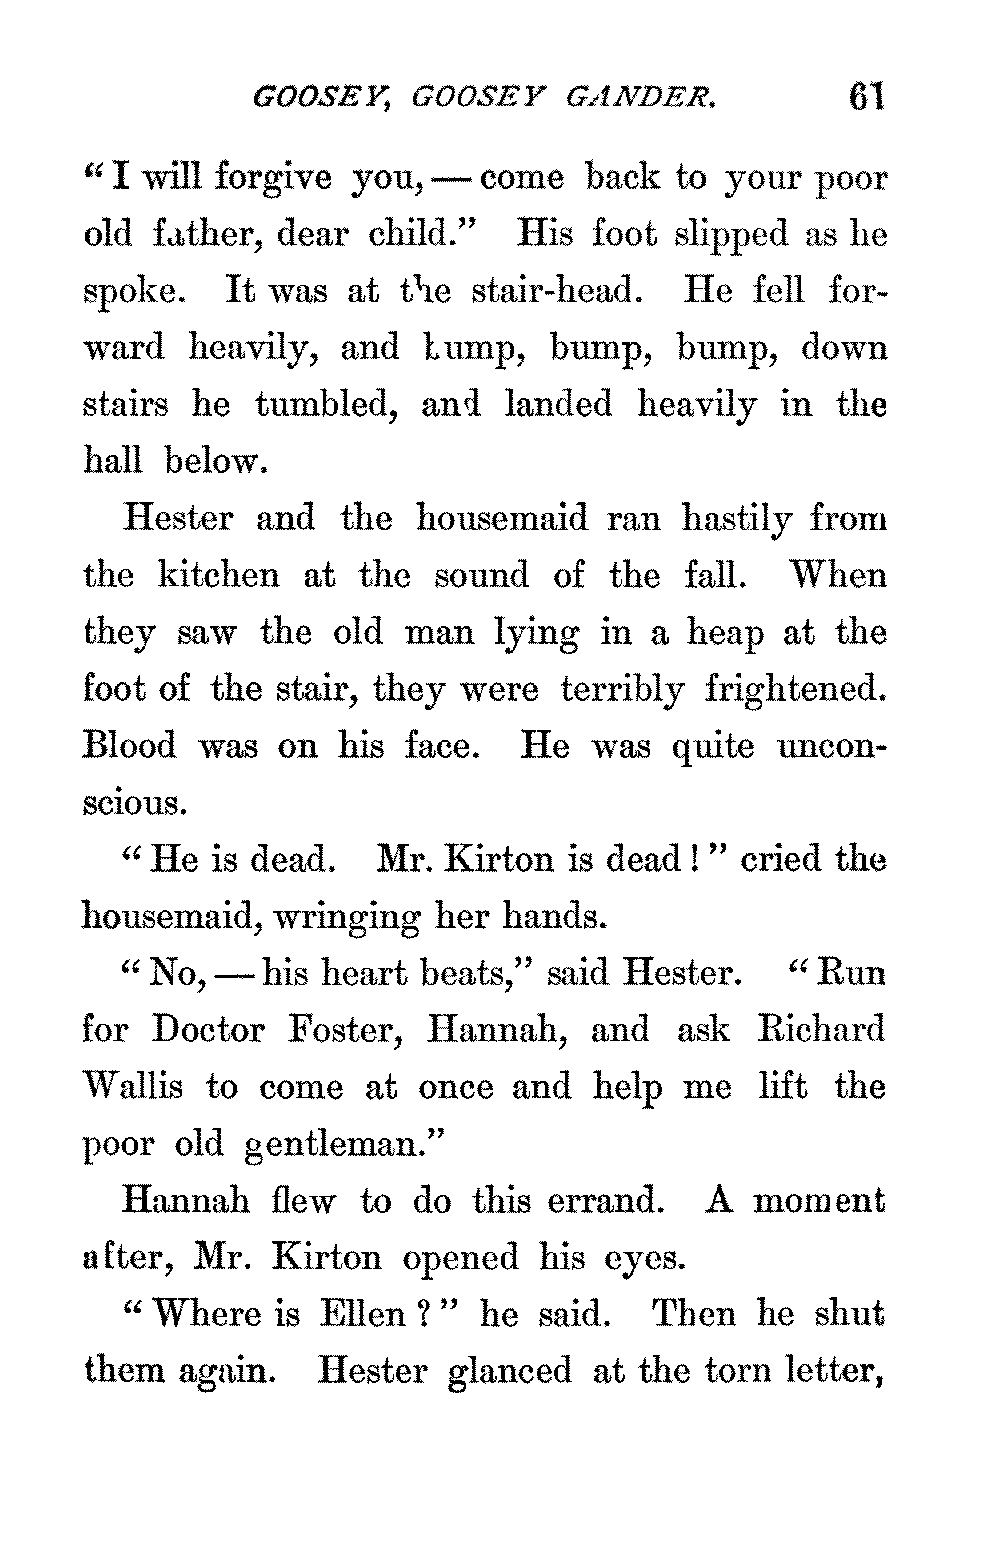 GOOSEY, GOOSEY GANDER. 61
“I will forgive you,—come back to your poor
old father, dear child.” His foot slipped as he
spoke. It was at the stair-head. He fell for-
ward heavily, and bump, bump, bump, down
stairs he tumbled, and landed heavily in the
hall below.
Hester and the housemaid ran hastily from
the kitchen at the sound of the fall. When
they saw the old man lying in a heap at the
foot of the stair, they were terribly frightened.
Blood was on his face. He was quite uncon-
scious.
“He is dead. Mr. Kirton is dead!” cried the
housemaid, wringing her hands.
“No,—his heart beats,” said Hester. “Run
for Doctor Foster, Hannah, and ask Richard
Wallis to come at once and help me lift the
poor old gentleman.”
Hannah flew to do this errand. A moment
after, Mr. Kirton opened his eyes.
“Where is Ellen?” he said. Then he shut
them again. Hester glanced at the torn letter,